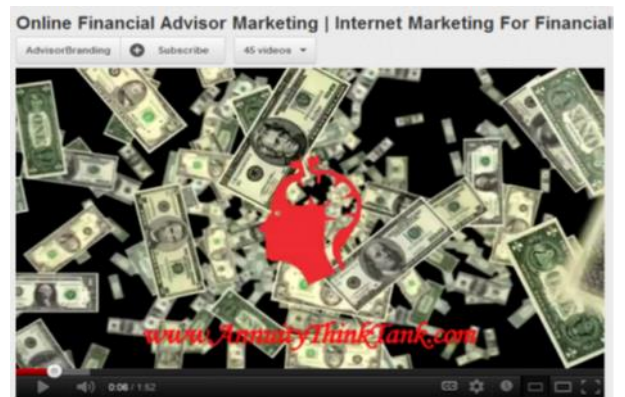 Online Financial Advisor Marketing | Internet Marketing For Financial
AdvisorBranding Subscribe 45 videos
www.AnnuityThinkTank.com
0:06 / 1:52
CC